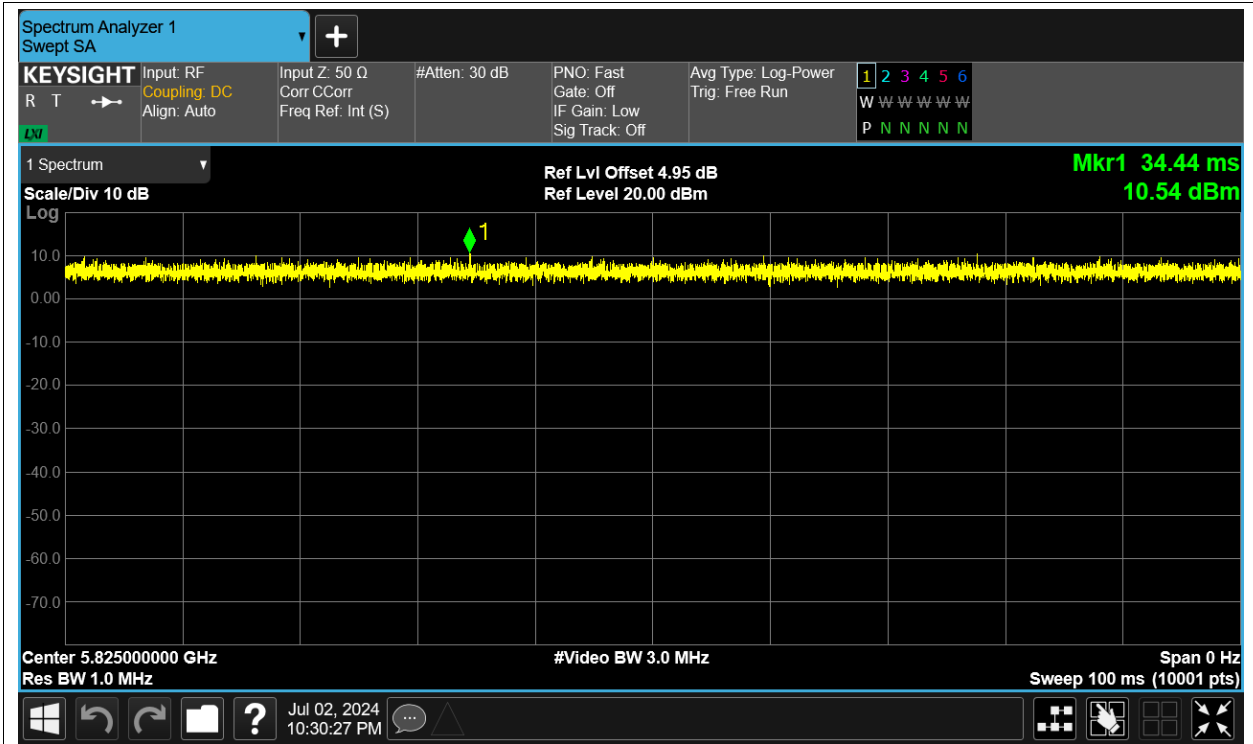 Spectrum Analyzer 1
Swept SA
KEYSIGHT
R T
LXI
Input: RF
Coupling: DC
Align: Auto
Input Z: 50 Ω
Corr CCorr
Freq Ref: Int (S)
#Atten: 30 dB
PNO: Fast
Gate: Off
IF Gain: Low
Sig Track: Off
Avg Type: Log-Power
Trig: Free Run
1 2 3 4 5 6
W W W W W W
P N N N N N
1 Spectrum
Ref Lvl Offset 4.95 dB
Mkr1 34.44 ms
Scale/Div 10 dB
Ref Level 20.00 dBm
10.54 dBm
Log
1
10.0
0.00
-10.0
-20.0
-30.0
-40.0
-50.0
-60.0
-70.0
Center 5.825000000 GHz
#Video BW 3.0 MHz
Span 0 Hz
Res BW 1.0 MHz
Sweep 100 ms (10001 pts)
?
Jul 02, 2024
10:30:27 PM